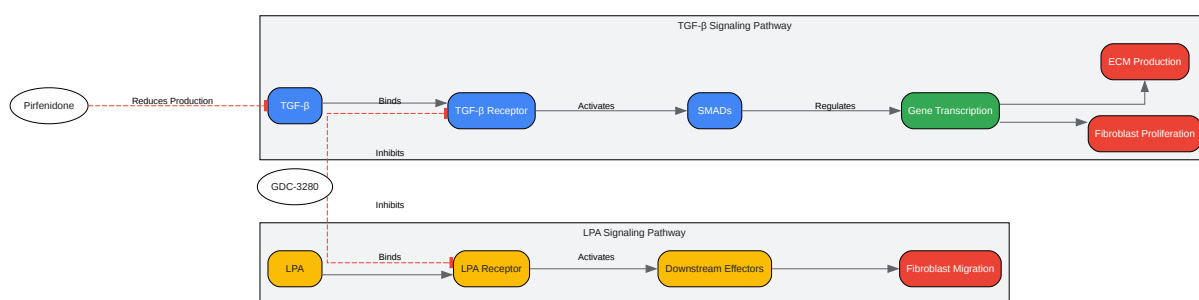 TGF-β Signaling Pathway
ECM Production
Pirfenidone
Reduces Production
TGF-β
Binds
TGF-β Receptor
Activates
SMADs
Regulates
Gene Transcription
Fibroblast Proliferation
Inhibits
GDC-3280
Inhibits
LPA Signaling Pathway
LPA
Binds
LPA Receptor
Activates
Downstream Effectors
Fibroblast Migration